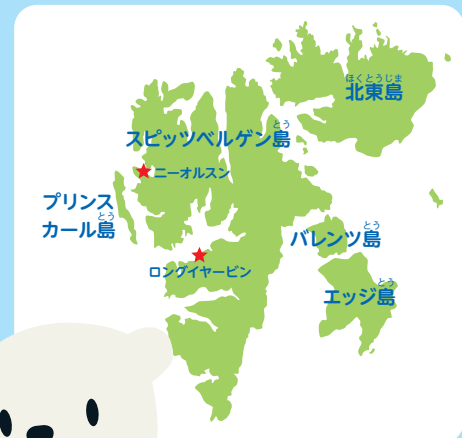 ほくとうじま
北東島
とう
スピッツベルゲン島
ニーオルスン
プリンス
とう
カール島
とう
バレンツ島
ロングイヤービン
とう
エッジ島